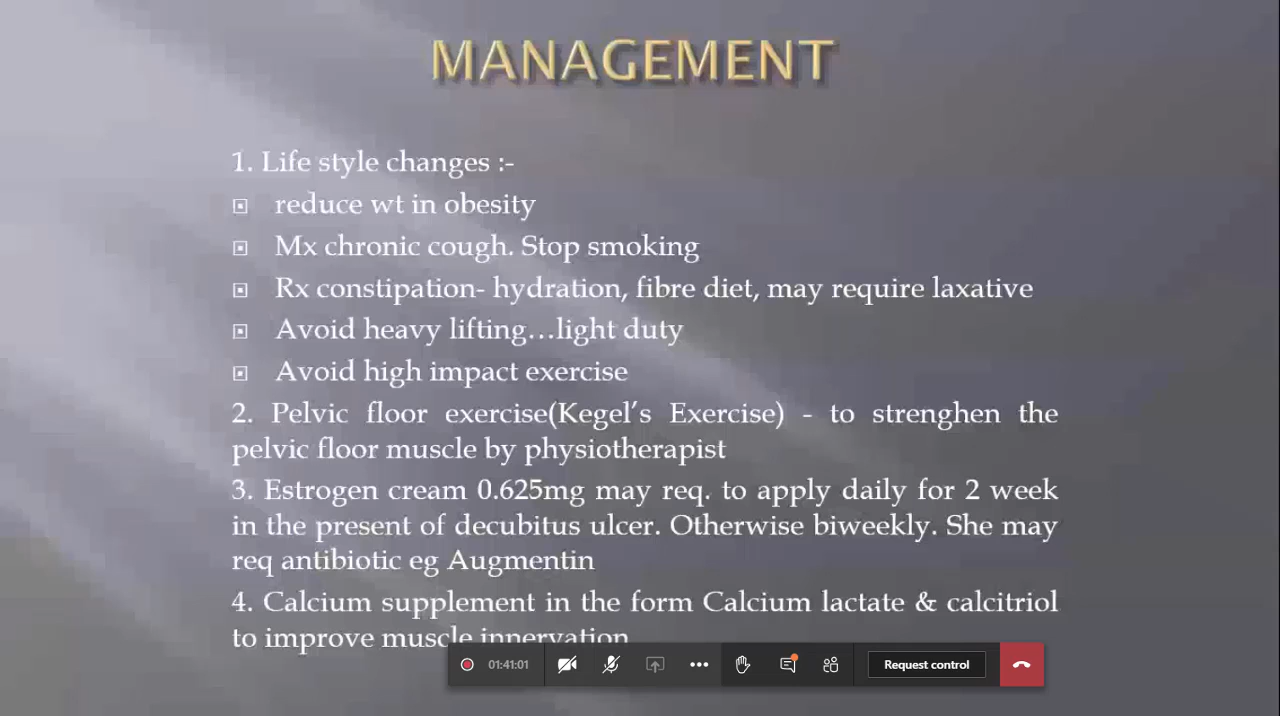 MANAGEMENT
1. Life style changes :-
reduce wt in obesity
Mx chronic cough. Stop smoking
Rx constipation- hydration, fibre diet, may require laxative
Avoid heavy lifting...light duty
Avoid high impact exercise
2. Pelvic floor exercise(Kegel's Exercise) - to strenghen the
pelvic floor muscle by physiotherapist
3. Estrogen cream 0.625mg may req. to apply daily for 2 week
in the present of decubitus ulcer. Otherwise biweekly. She may
req antibiotic eg Augmentin
4. Calcium supplement in the form Calcium lactate & calcitriol
to improve muscle innervation
01:41:01
Request control